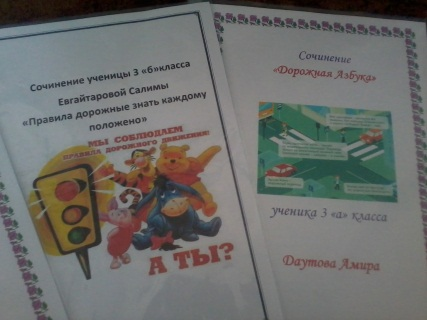 Сочинение ученицы 3 «б»класса
Евгайтаровой Салимы
«Правила дорожные знать каждому
положено»
МЫ СОБЛЮДАЕМ
ПРАВИЛА ДОРОЖНОГО ДВИЖЕНИЯ!
А ТЫ?
Сочинение
«Дорожная Азбука»
ученика 3 «а» класса
Даутова Амира